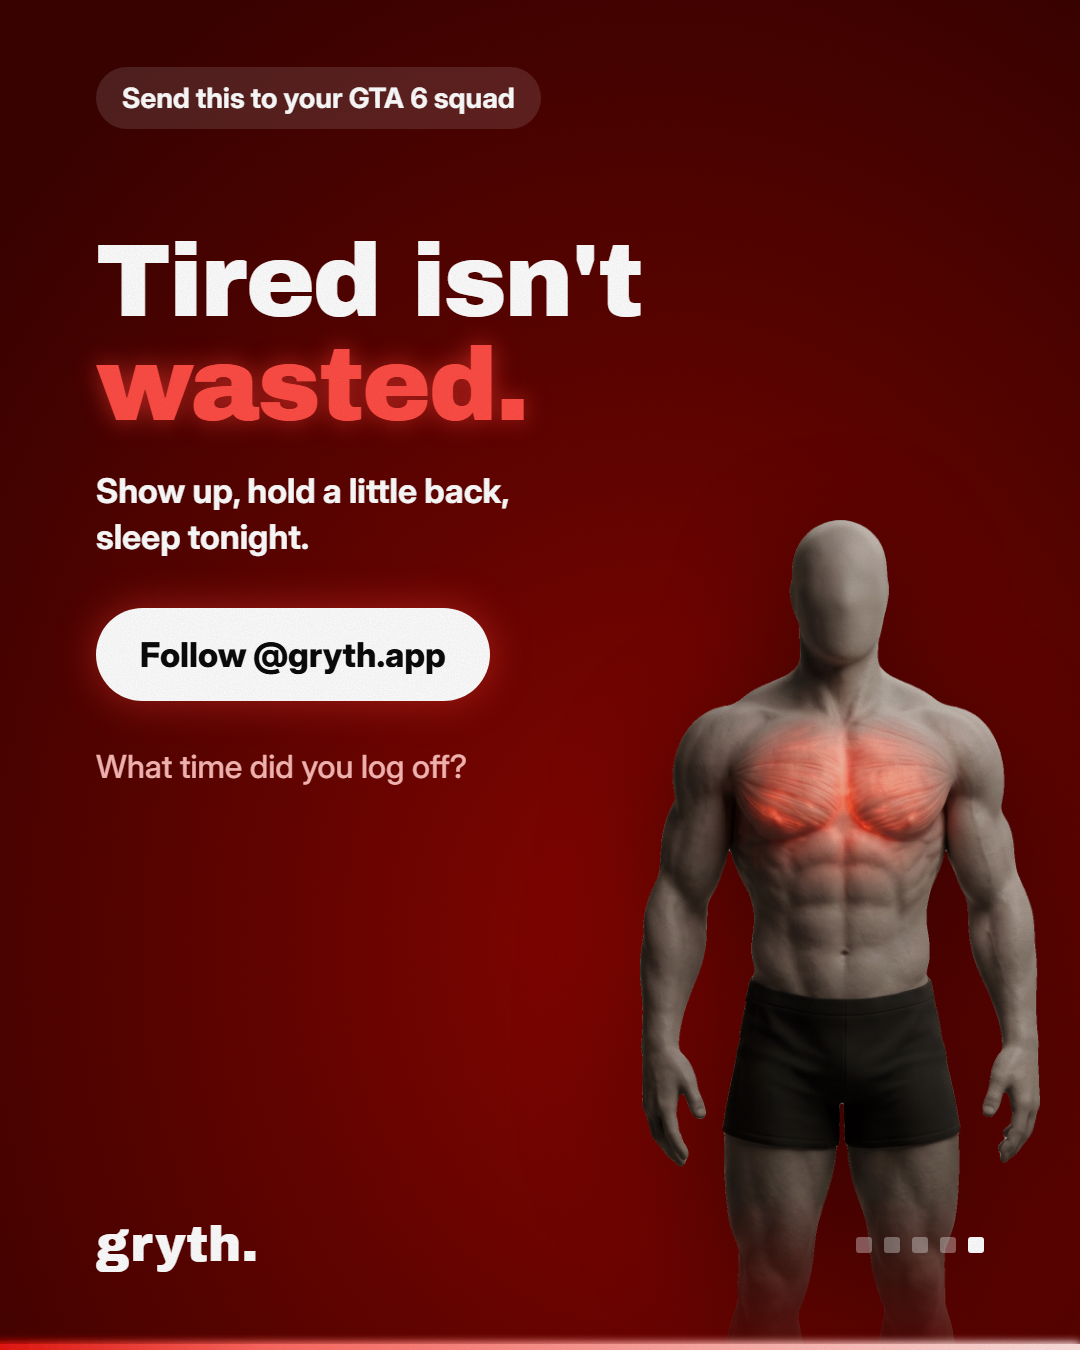 Send this to your GTA 6 squad
Tired isn't
wasted.
Show up, hold a little back,
sleep tonight.
Follow @gryth.app
What time did you log off?
gryth.